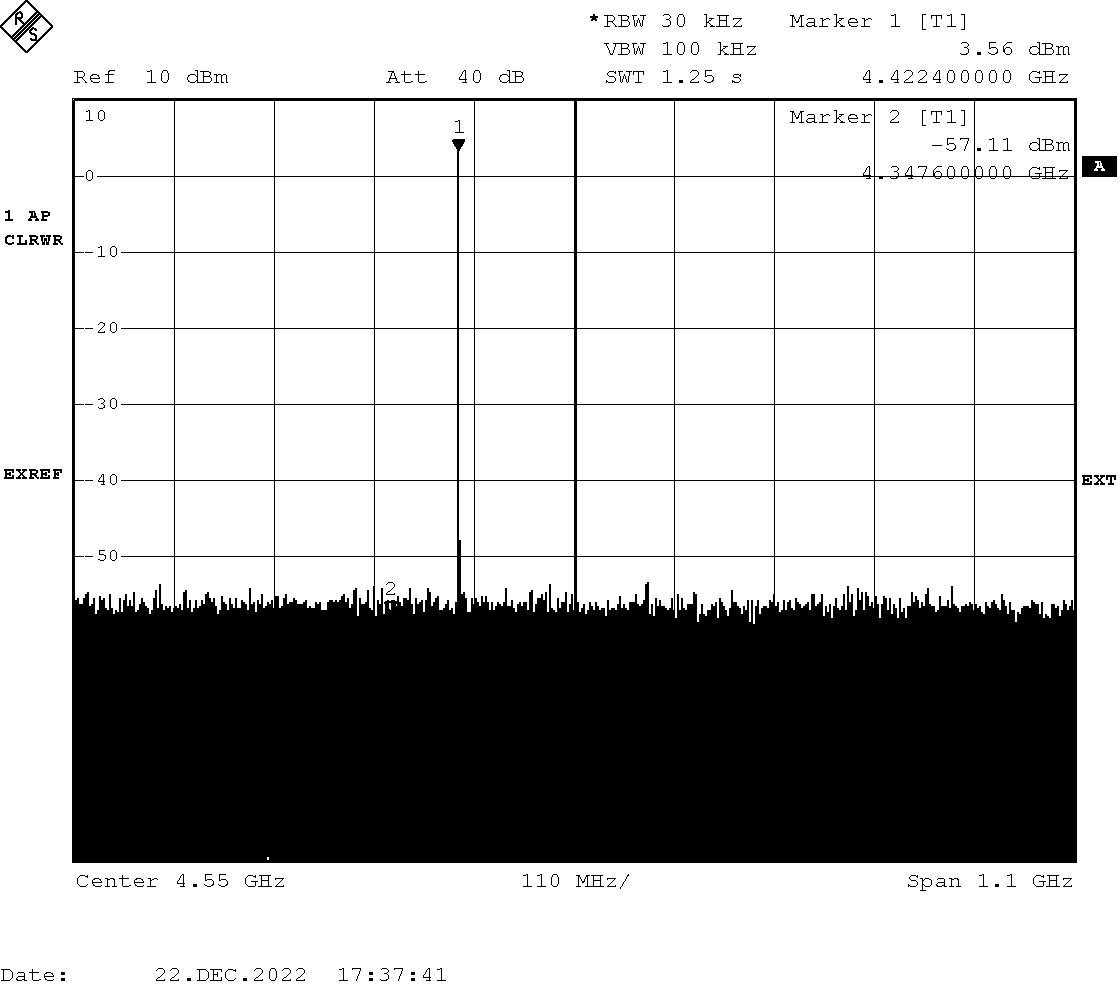 R
S
*RBW 30 kHz Marker 1 [T1]
VBW 100 kHz 3.56 dBm
Ref 10 dBm Att 40 dB SWT 1.25 s 4.422400000 GHz
10 Marker 2 [T1]
1 -57.11 dBm
A
0 4.347600000 GHz
1 AP
CLRWR
-10
-20
-30
EXREF
-40 EXT
-50
2
Center 4.55 GHz 110 MHz/ Span 1.1 GHz
Date: 22.DEC.2022 17:37:41